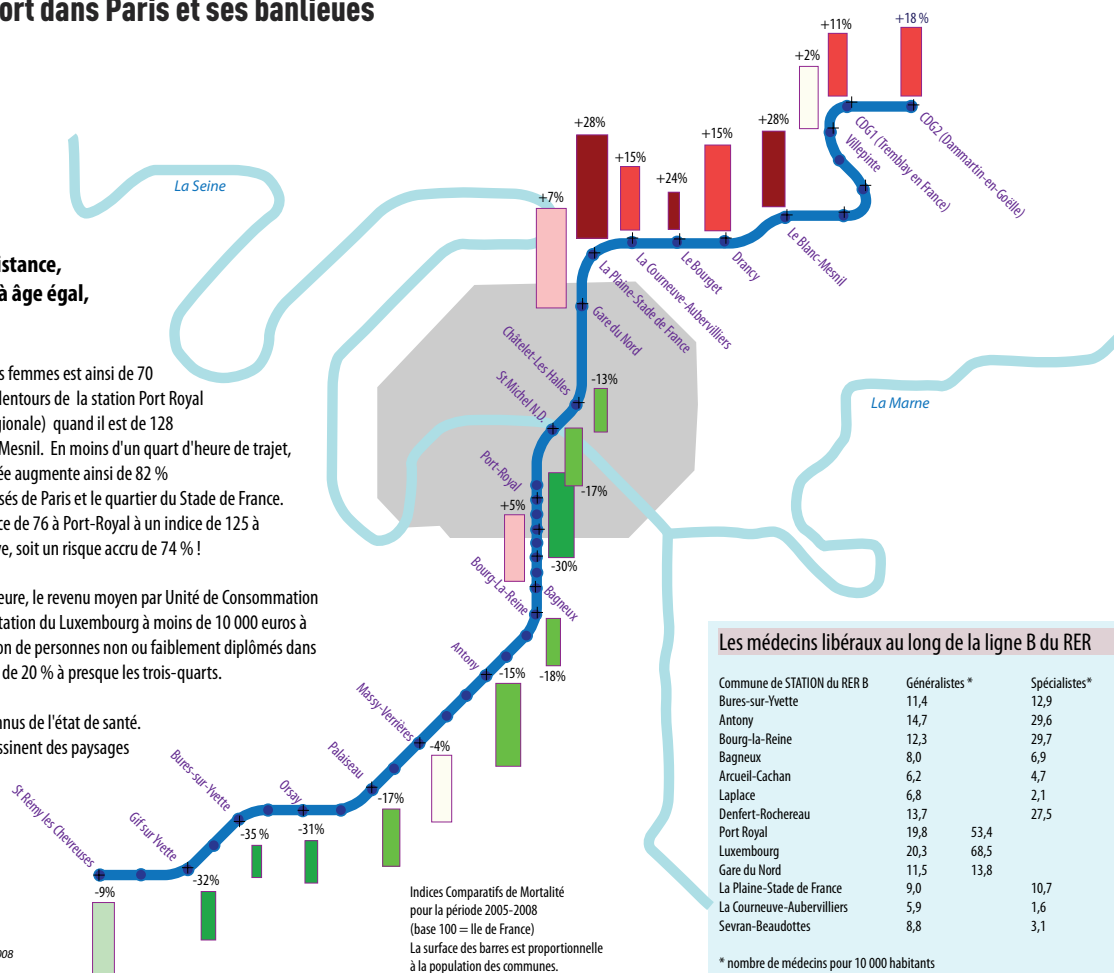 ort dans Paris et ses banlieues
istance,
à âge égal,
s femmes est ainsi de 70
lentours de la station Port Royal
gionale) quand il est de 128
Mesnil. En moins d'un quart d'heure de trajet,
ée augmente ainsi de 82 %
sés de Paris et le quartier du Stade de France.
ce de 76 à Port-Royal à un indice de 125 à
ve, soit un risque accru de 74 % !
eure, le revenu moyen par Unité de Consommation
tation du Luxembourg à moins de 10 000 euros à
on de personnes non ou faiblement diplômés dans
de 20 % à presque les trois-quarts.
nnus de l'état de santé.
ssinent des paysages
008
La Seine
La Marne
+18 %
+11%
+2%
+28%
+15%
+24%
+15%
+28%
+7%
-13%
-17%
-30%
+5%
-18%
-15%
-4%
-17%
-31%
-35 %
-32%
-9%
CDG2 (Dammartin-en-Goëlle)
CDG1 (Tremblay en France)
Villepinte
Le Blanc-Mesnil
Drancy
Le Bourget
La Courneuve-Aubervilliers
La Plaine-Stade de France
Gare du Nord
Châtelet-Les Halles
St Michel N.D.
Port-Royal
Bagneux
Bourg-La-Reine
Antony
Massy-Verrières
Palaiseau
Orsay
Bures-sur-Yvette
Gif sur Yvette
St Rémy les Chevreuses
Indices Comparatifs de Mortalité
pour la période 2005-2008
(base 100 = Ile de France)
La surface des barres est proportionnelle
à la population des communes.
Les médecins libéraux au long de la ligne B du RER
Commune de STATION du RER B Généralistes * Spécialistes*
Bures-sur-Yvette 11,4 12,9
Antony 14,7 29,6
Bourg-la-Reine 12,3 29,7
Bagneux 8,0 6,9
Arcueil-Cachan 6,2 4,7
Laplace 6,8 2,1
Denfert-Rochereau 13,7 27,5
Port Royal 19,8 53,4
Luxembourg 20,3 68,5
Gare du Nord 11,5 13,8
La Plaine-Stade de France 9,0 10,7
La Courneuve-Aubervilliers 5,9 1,6
Sevran-Beaudottes 8,8 3,1
* nombre de médecins pour 10 000 habitants